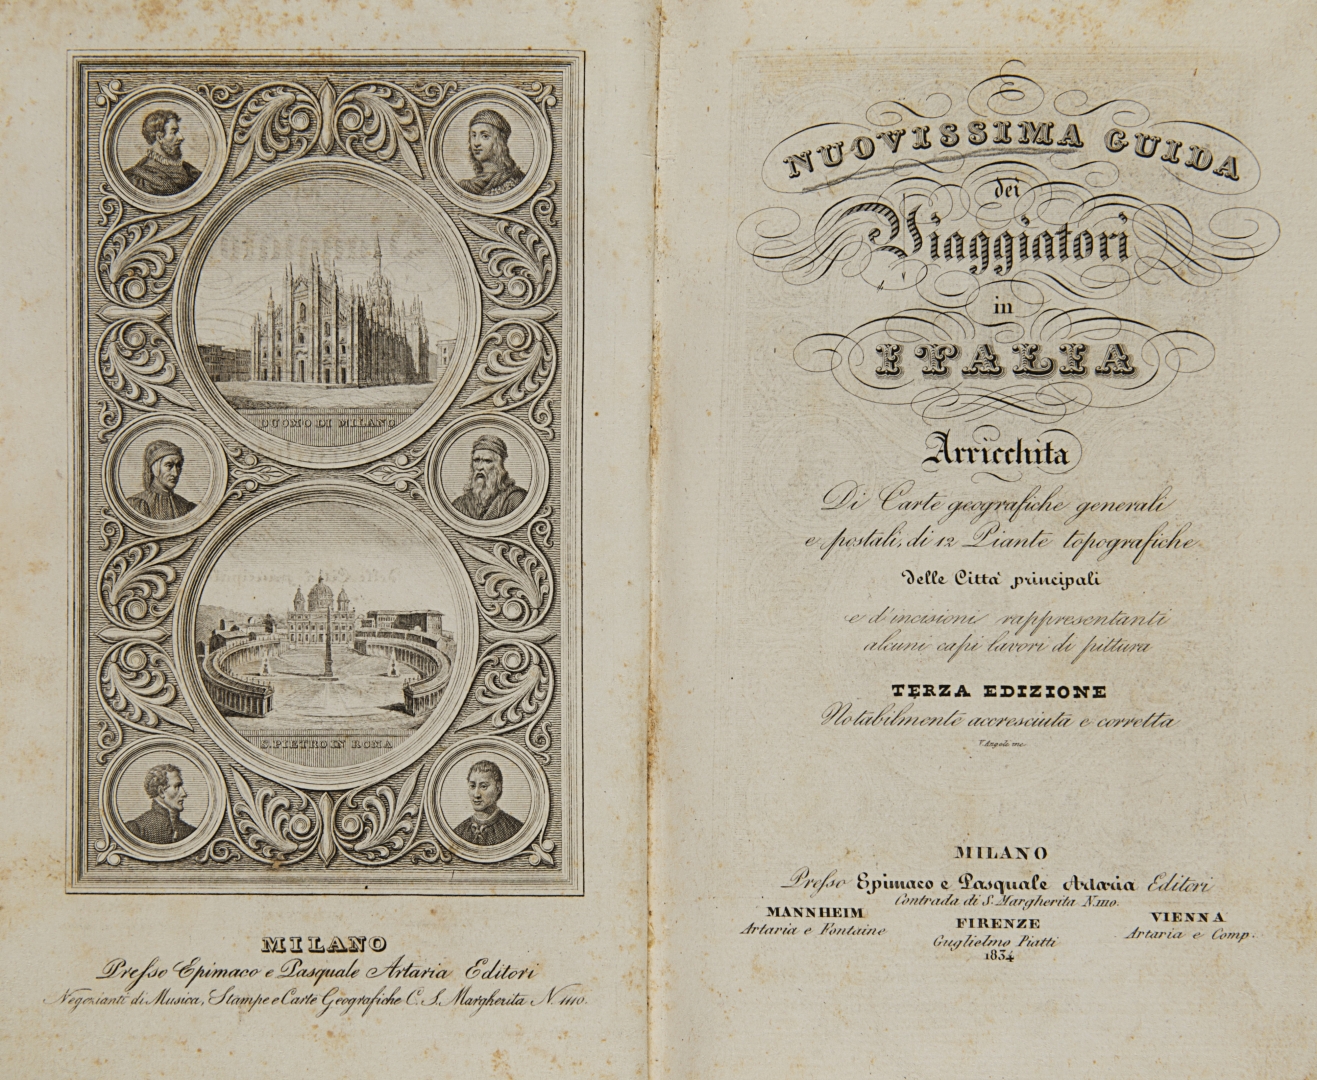 DUOMO DI MILANO
S. PIETRO IN ROMA
MILANO
Presso Epimaco e Pasquale Artaria Editori
Negozianti di Musica, Stampe e Carte Geografiche C. S. Margherita N. 1110.
NUOVISSIMA GUIDA
dei
Viaggiatori
in
ITALIA
Arricchita
Di Carte geografiche generali
e postali, di 12 Piante topografiche
delle Città principali
e d'incisioni rappresentanti
alcuni capi lavori di pittura
TERZA EDIZIONE
Notabilmente accresciuta e corretta
MILANO
Presso Epimaco e Pasquale Artaria Editori
Contrada di S. Margherita N. 1110.
MANNHEIM
Artaria e Fontaine
FIRENZE
Guglielmo Piatti
1834
VIENNA
Artaria e Comp.